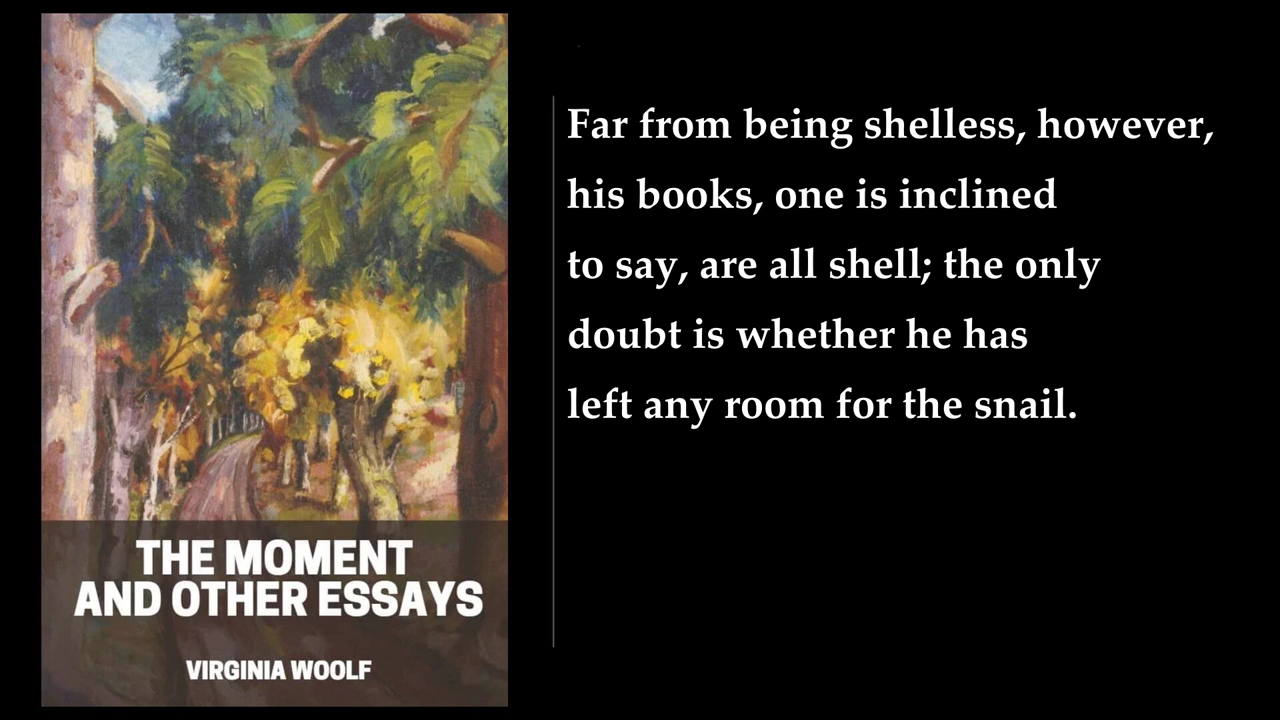 THE MOMENT
AND OTHER ESSAYS
VIRGINIA WOOLF
Far from being shelless, however,
his books, one is inclined
to say, are all shell; the only
doubt is whether he has
left any room for the snail.